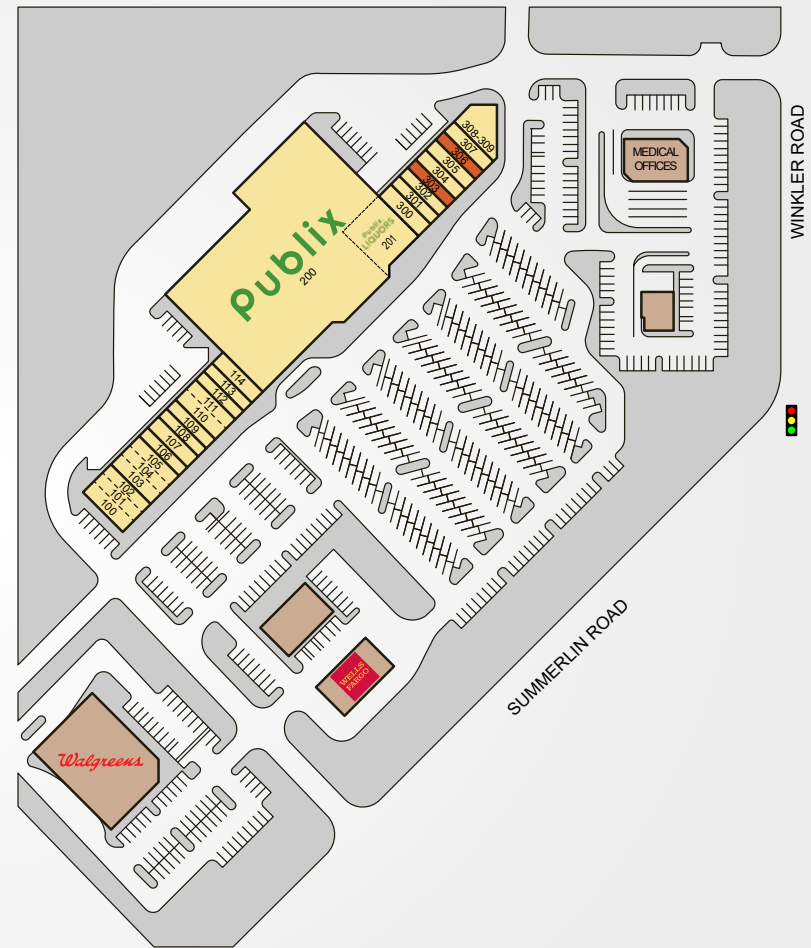 308-309
307
306
305
304
303
302
301
300
MEDICAL
OFFICES
WINKLER ROAD
Publix
LIQUORS
201
Publix
200
114
113
112
111
110
109
108
107
106
105
104
103
102
101
100
SUMMERLIN ROAD
WELLS
FARGO
Walgreens